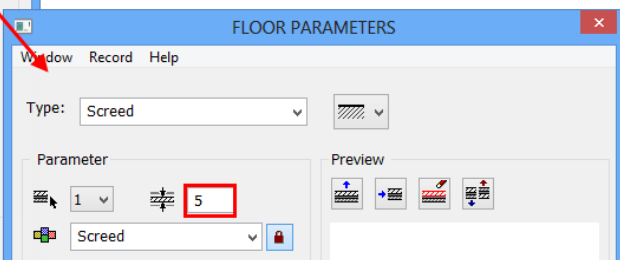 FLOOR PARAMETERS
Window Record Help
Type: Screed
Parameter
Preview
1 5
Screed